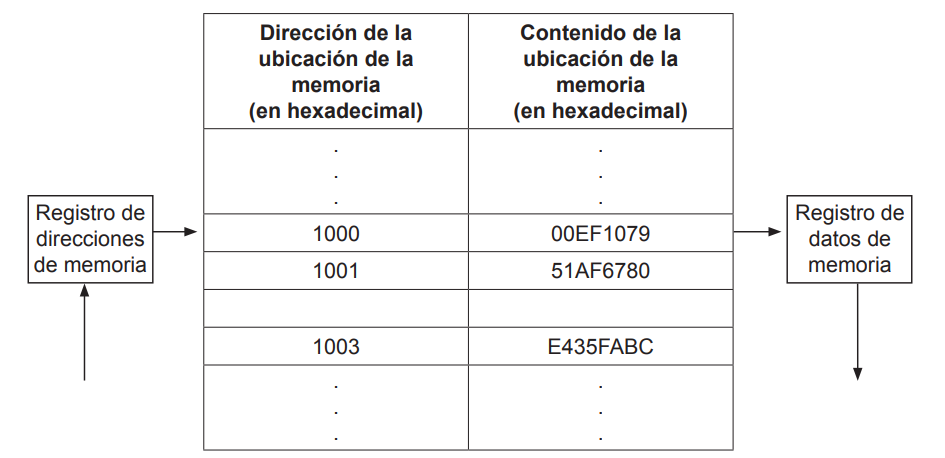 Dirección de la
ubicación de la
memoria
(en hexadecimal)
Contenido de la
ubicación de la
memoria
(en hexadecimal)
.
.
.
.
.
.
Registro de
direcciones
de memoria
1000
00EF1079
Registro de
datos de
memoria
1001
51AF6780
1003
E435FABC
.
.
.
.
.
.